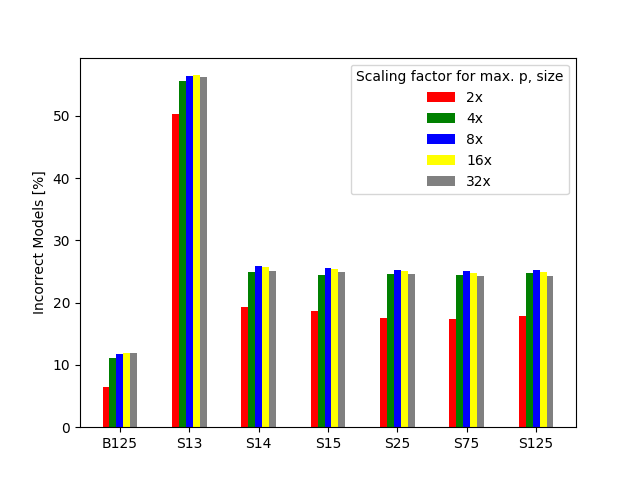 Scaling factor for max. p, size
2x
4x
8x
16x
32x
Incorrect Models [%]
50
40
30
20
10
0
B125 S13 S14 S15 S25 S75 S125